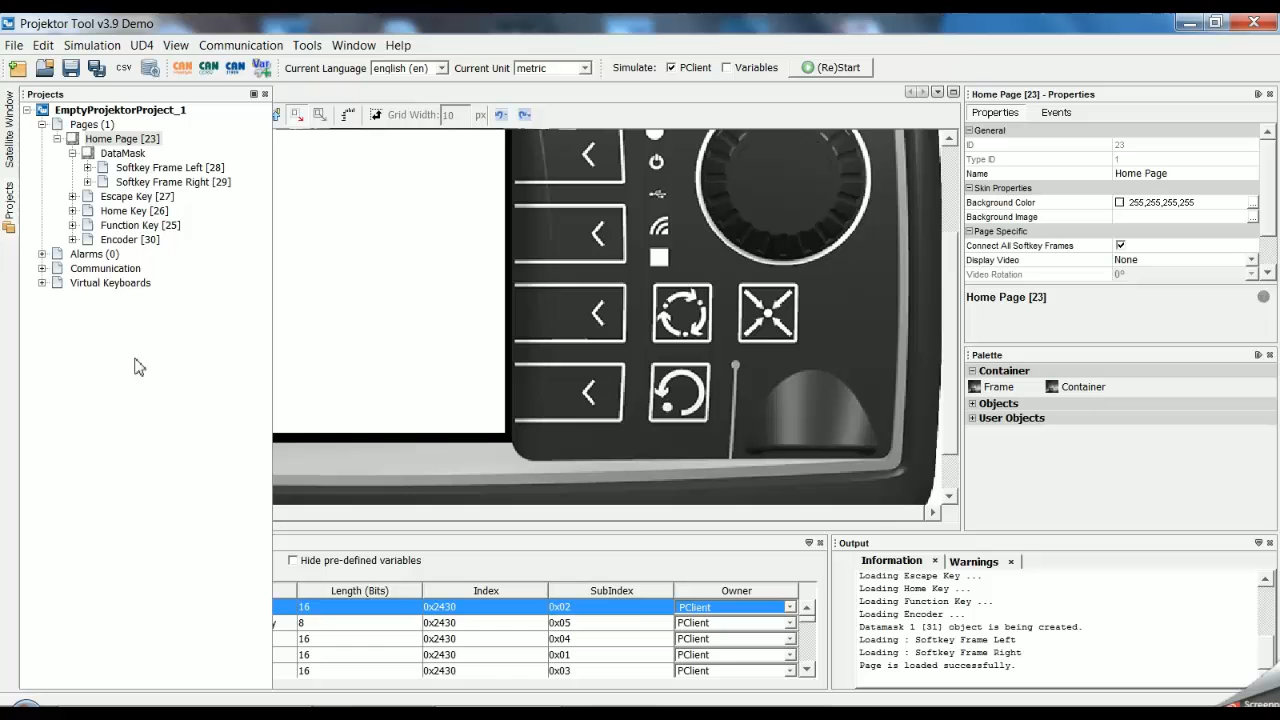 Projektor Tool v3.9 Demo
File Edit Simulation UD4 View Communication Tools Window Help
CAN CAN CAN Var
CSV Current Language english (en) Current Unit metric Simulate: PClient Variables (Re)Start
Satellite Window
Projects
Projects
EmptyProjektorProject_1
Pages (1)
Home Page [23]
DataMask
Softkey Frame Left [28]
Softkey Frame Right [29]
Escape Key [27]
Home Key [26]
Function Key [25]
Encoder [30]
Alarms (0)
Communication
Virtual Keyboards
Grid Width: 10 px
Hide pre-defined variables
Length (Bits) Index SubIndex Owner
16 0x2430 0x02 PClient
y 8 0x2430 0x05 PClient
16 0x2430 0x04 PClient
16 0x2430 0x01 PClient
16 0x2430 0x03 PClient
Home Page [23] - Properties
Properties Events
General
ID 23
Type ID 1
Name Home Page
Skin Properties
Background Color 255,255,255,255 ...
Background Image ...
Page Specific
Connect All Softkey Frames
Display Video None
Video Rotation 0°
Home Page [23]
Palette
Container
Frame Container
Objects
User Objects
Output
Information Warnings
Loading Escape Key ...
Loading Home Key ...
Loading Function Key ...
Loading Encoder ...
Datamask 1 [31] object is being created.
Loading : Softkey Frame Left
Loading : Softkey Frame Right
Page is loaded successfully.